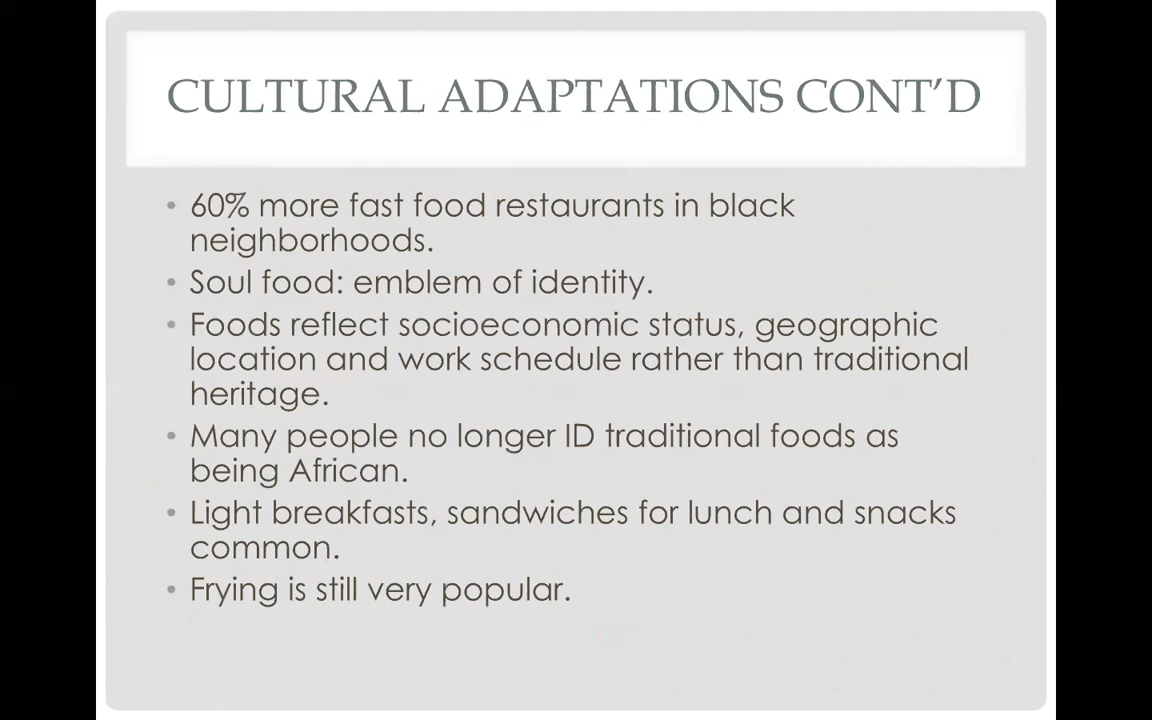 CULTURAL ADAPTATIONS CONT'D
• 60% more fast food restaurants in black
neighborhoods.
• Soul food: emblem of identity.
• Foods reflect socioeconomic status, geographic
location and work schedule rather than traditional
heritage.
• Many people no longer ID traditional foods as
being African.
• Light breakfasts, sandwiches for lunch and snacks
common.
• Frying is still very popular.